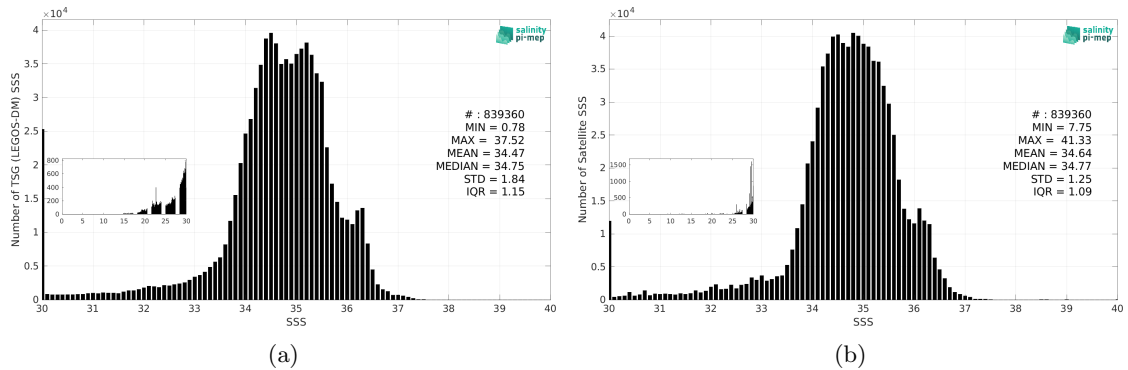 ×10^4
4
3.5
3
2.5
2
1.5
1
0.5
0
Number of TSG (LEGOS-DM) SSS
30 31 32 33 34 35 36 37 38 39 40
SSS
salinity
pi-mep
# : 839360
MIN = 0.78
MAX = 37.52
MEAN = 34.47
MEDIAN = 34.75
STD = 1.84
IQR = 1.15
800
600
400
200
0
0 5 10 15 20 25 30
(a)
×10^4
4
3.5
3
2.5
2
1.5
1
0.5
0
Number of Satellite SSS
30 31 32 33 34 35 36 37 38 39 40
SSS
salinity
pi-mep
# : 839360
MIN = 7.75
MAX = 41.33
MEAN = 34.64
MEDIAN = 34.77
STD = 1.25
IQR = 1.09
1500
1000
500
0
0 5 10 15 20 25 30
(b)